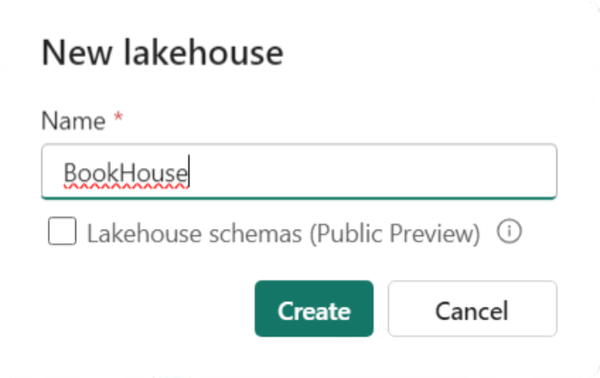 New lakehouse
Name *
BookHouse
Lakehouse schemas (Public Preview)
Create Cancel